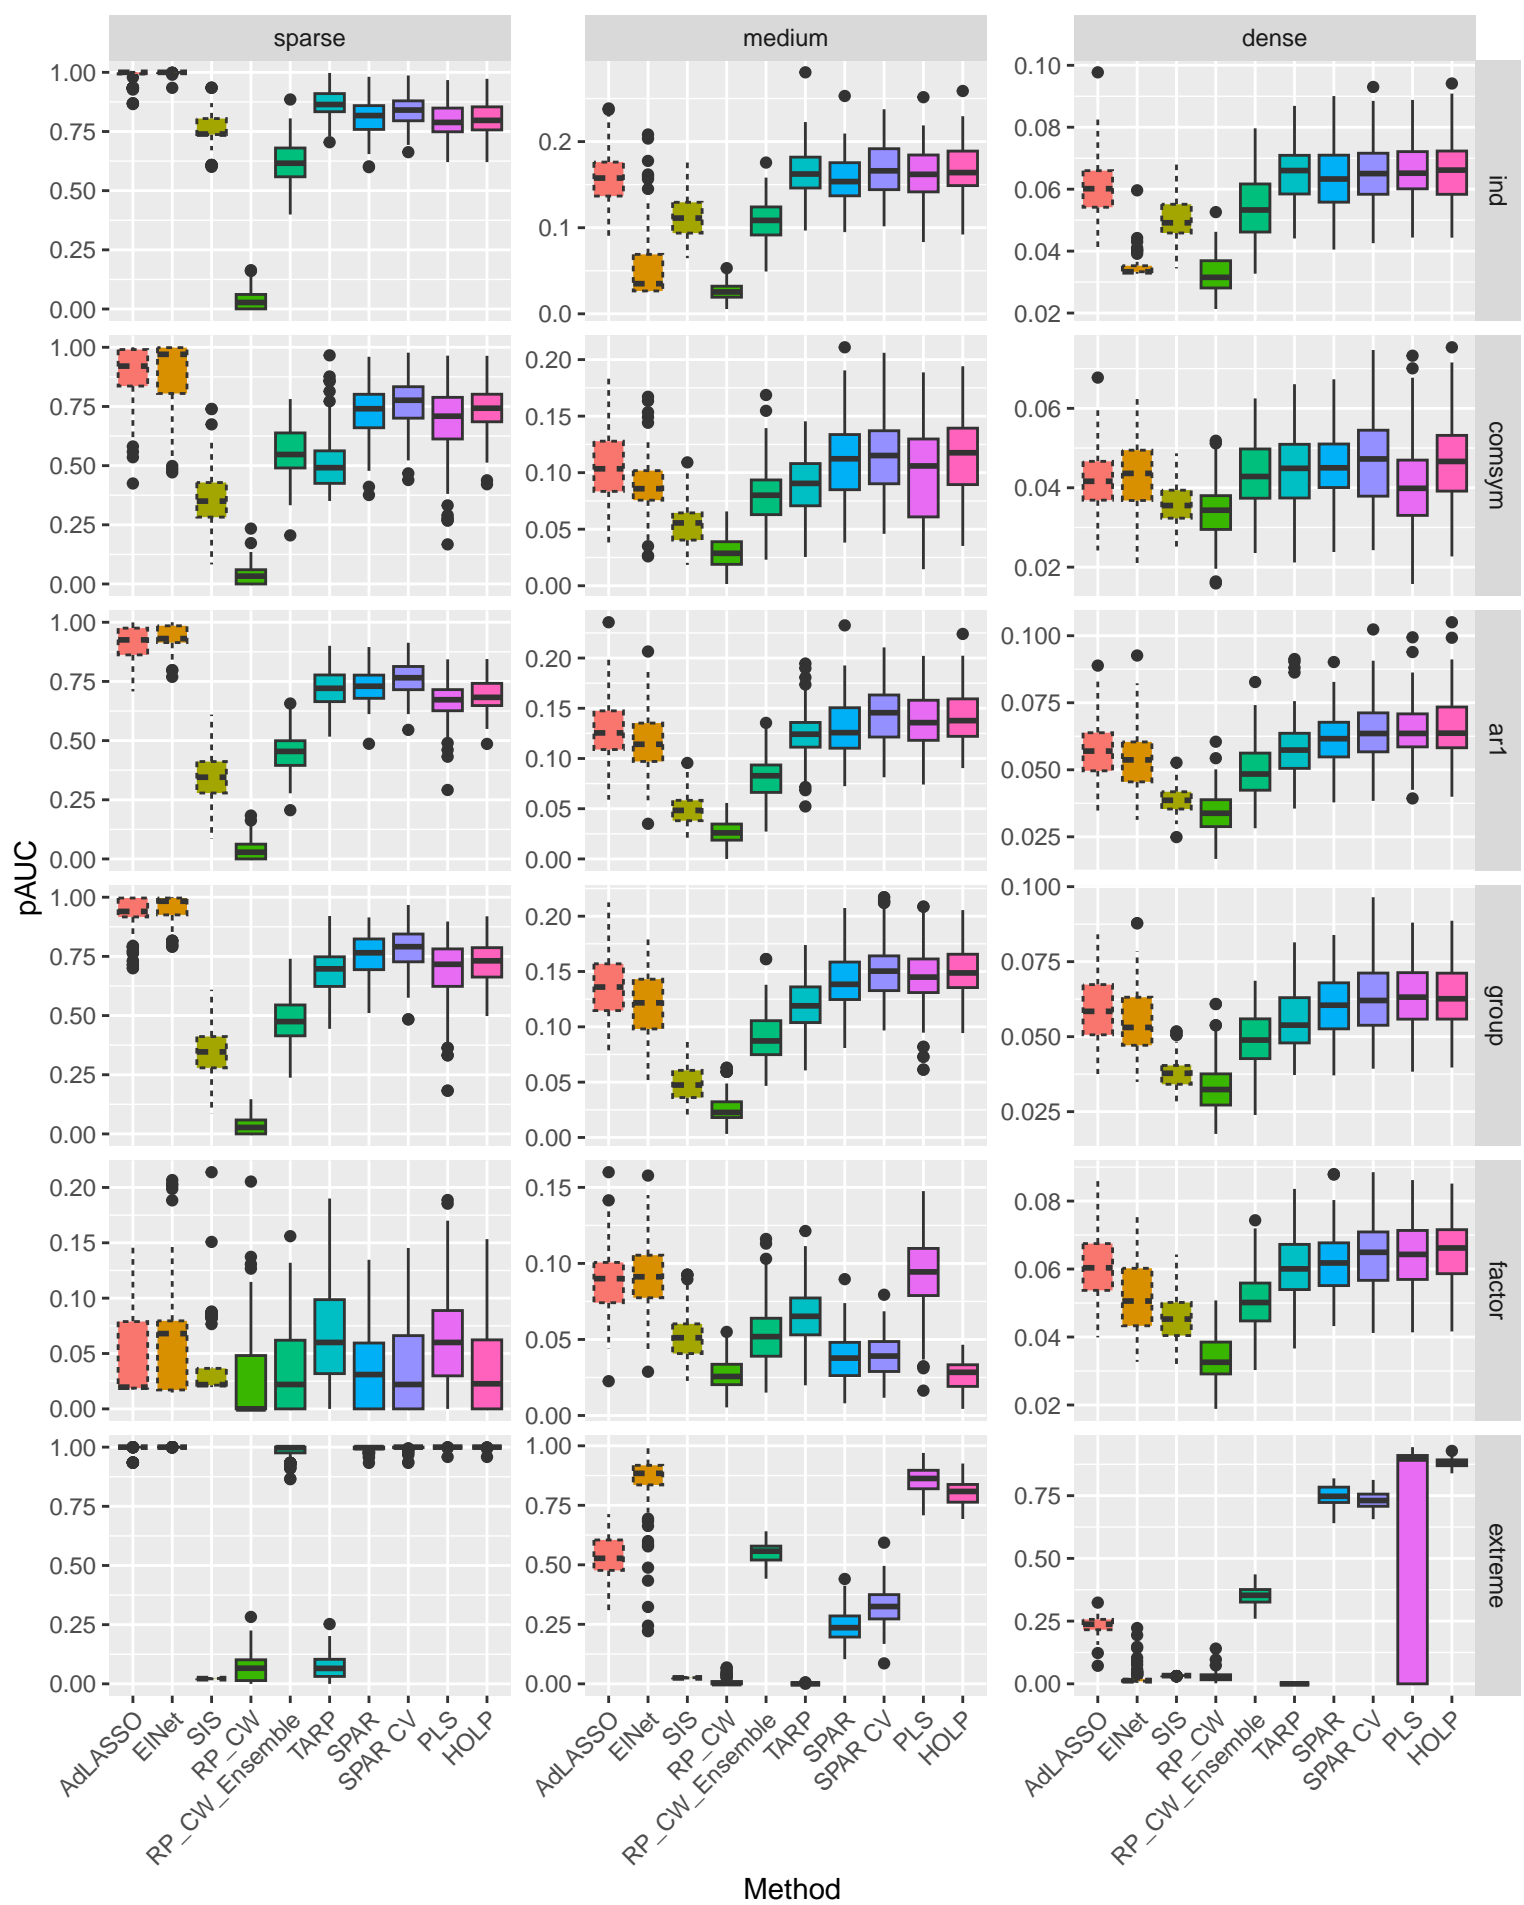 sparse medium dense
1.00 0.75 0.50 0.25 0.00
0.2 0.1 0.0
0.10 0.08 0.06 0.04 0.02
ind
1.00 0.75 0.50 0.25 0.00
0.20 0.15 0.10 0.05 0.00
0.06 0.04 0.02
comsym
1.00 0.75 0.50 0.25 0.00
0.20 0.15 0.10 0.05 0.00
0.100 0.075 0.050 0.025
ar1
pAUC
1.00 0.75 0.50 0.25 0.00
0.20 0.15 0.10 0.05 0.00
0.100 0.075 0.050 0.025
group
0.20 0.15 0.10 0.05 0.00
0.15 0.10 0.05 0.00
0.08 0.06 0.04 0.02
factor
1.00 0.75 0.50 0.25 0.00
1.00 0.75 0.50 0.25 0.00
0.75 0.50 0.25 0.00
extreme
AdLASSO ElNet SIS RP_CW RP_CW_Ensemble TARP SPAR SPAR CV PLS HOLP
AdLASSO ElNet SIS RP_CW RP_CW_Ensemble TARP SPAR SPAR CV PLS HOLP
AdLASSO ElNet SIS RP_CW RP_CW_Ensemble TARP SPAR SPAR CV PLS HOLP
Method